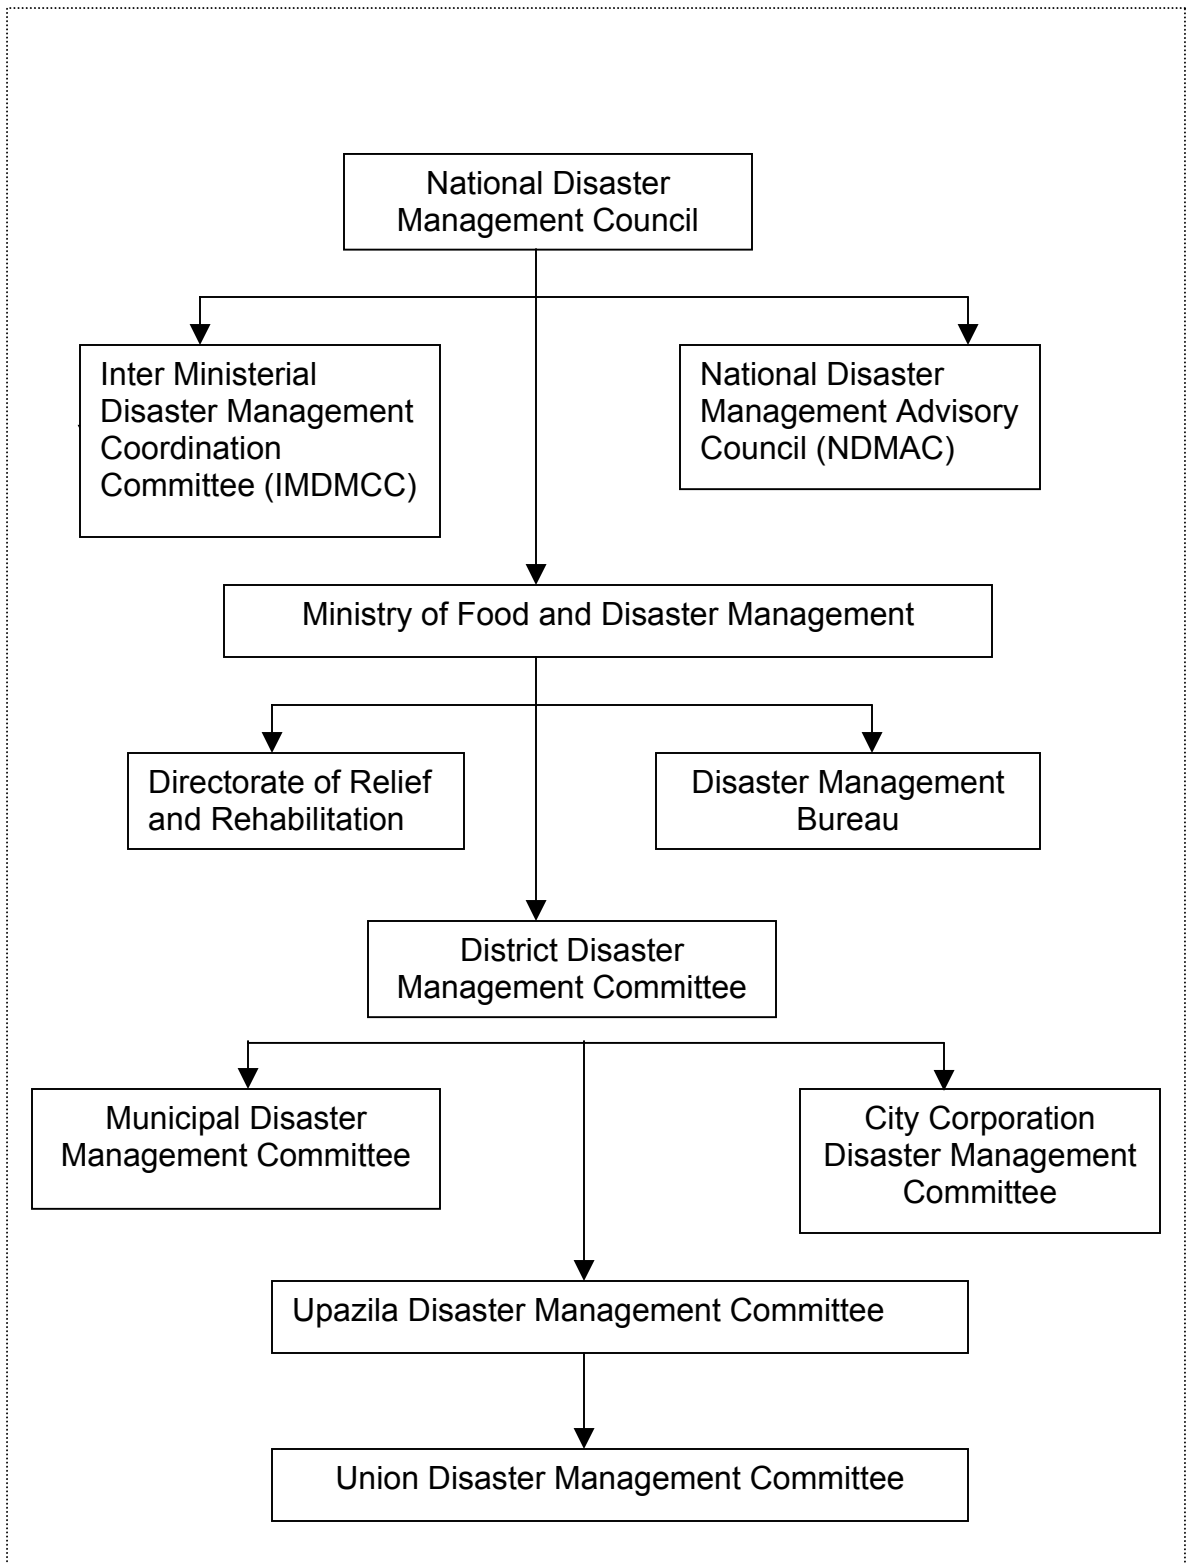 National Disaster
Management Council
Inter Ministerial
Disaster Management
Coordination
Committee (IMDMCC)
National Disaster
Management Advisory
Council (NDMAC)
Ministry of Food and Disaster Management
Directorate of Relief
and Rehabilitation
Disaster Management
Bureau
District Disaster
Management Committee
Municipal Disaster
Management Committee
City Corporation
Disaster Management
Committee
Upazila Disaster Management Committee
Union Disaster Management Committee